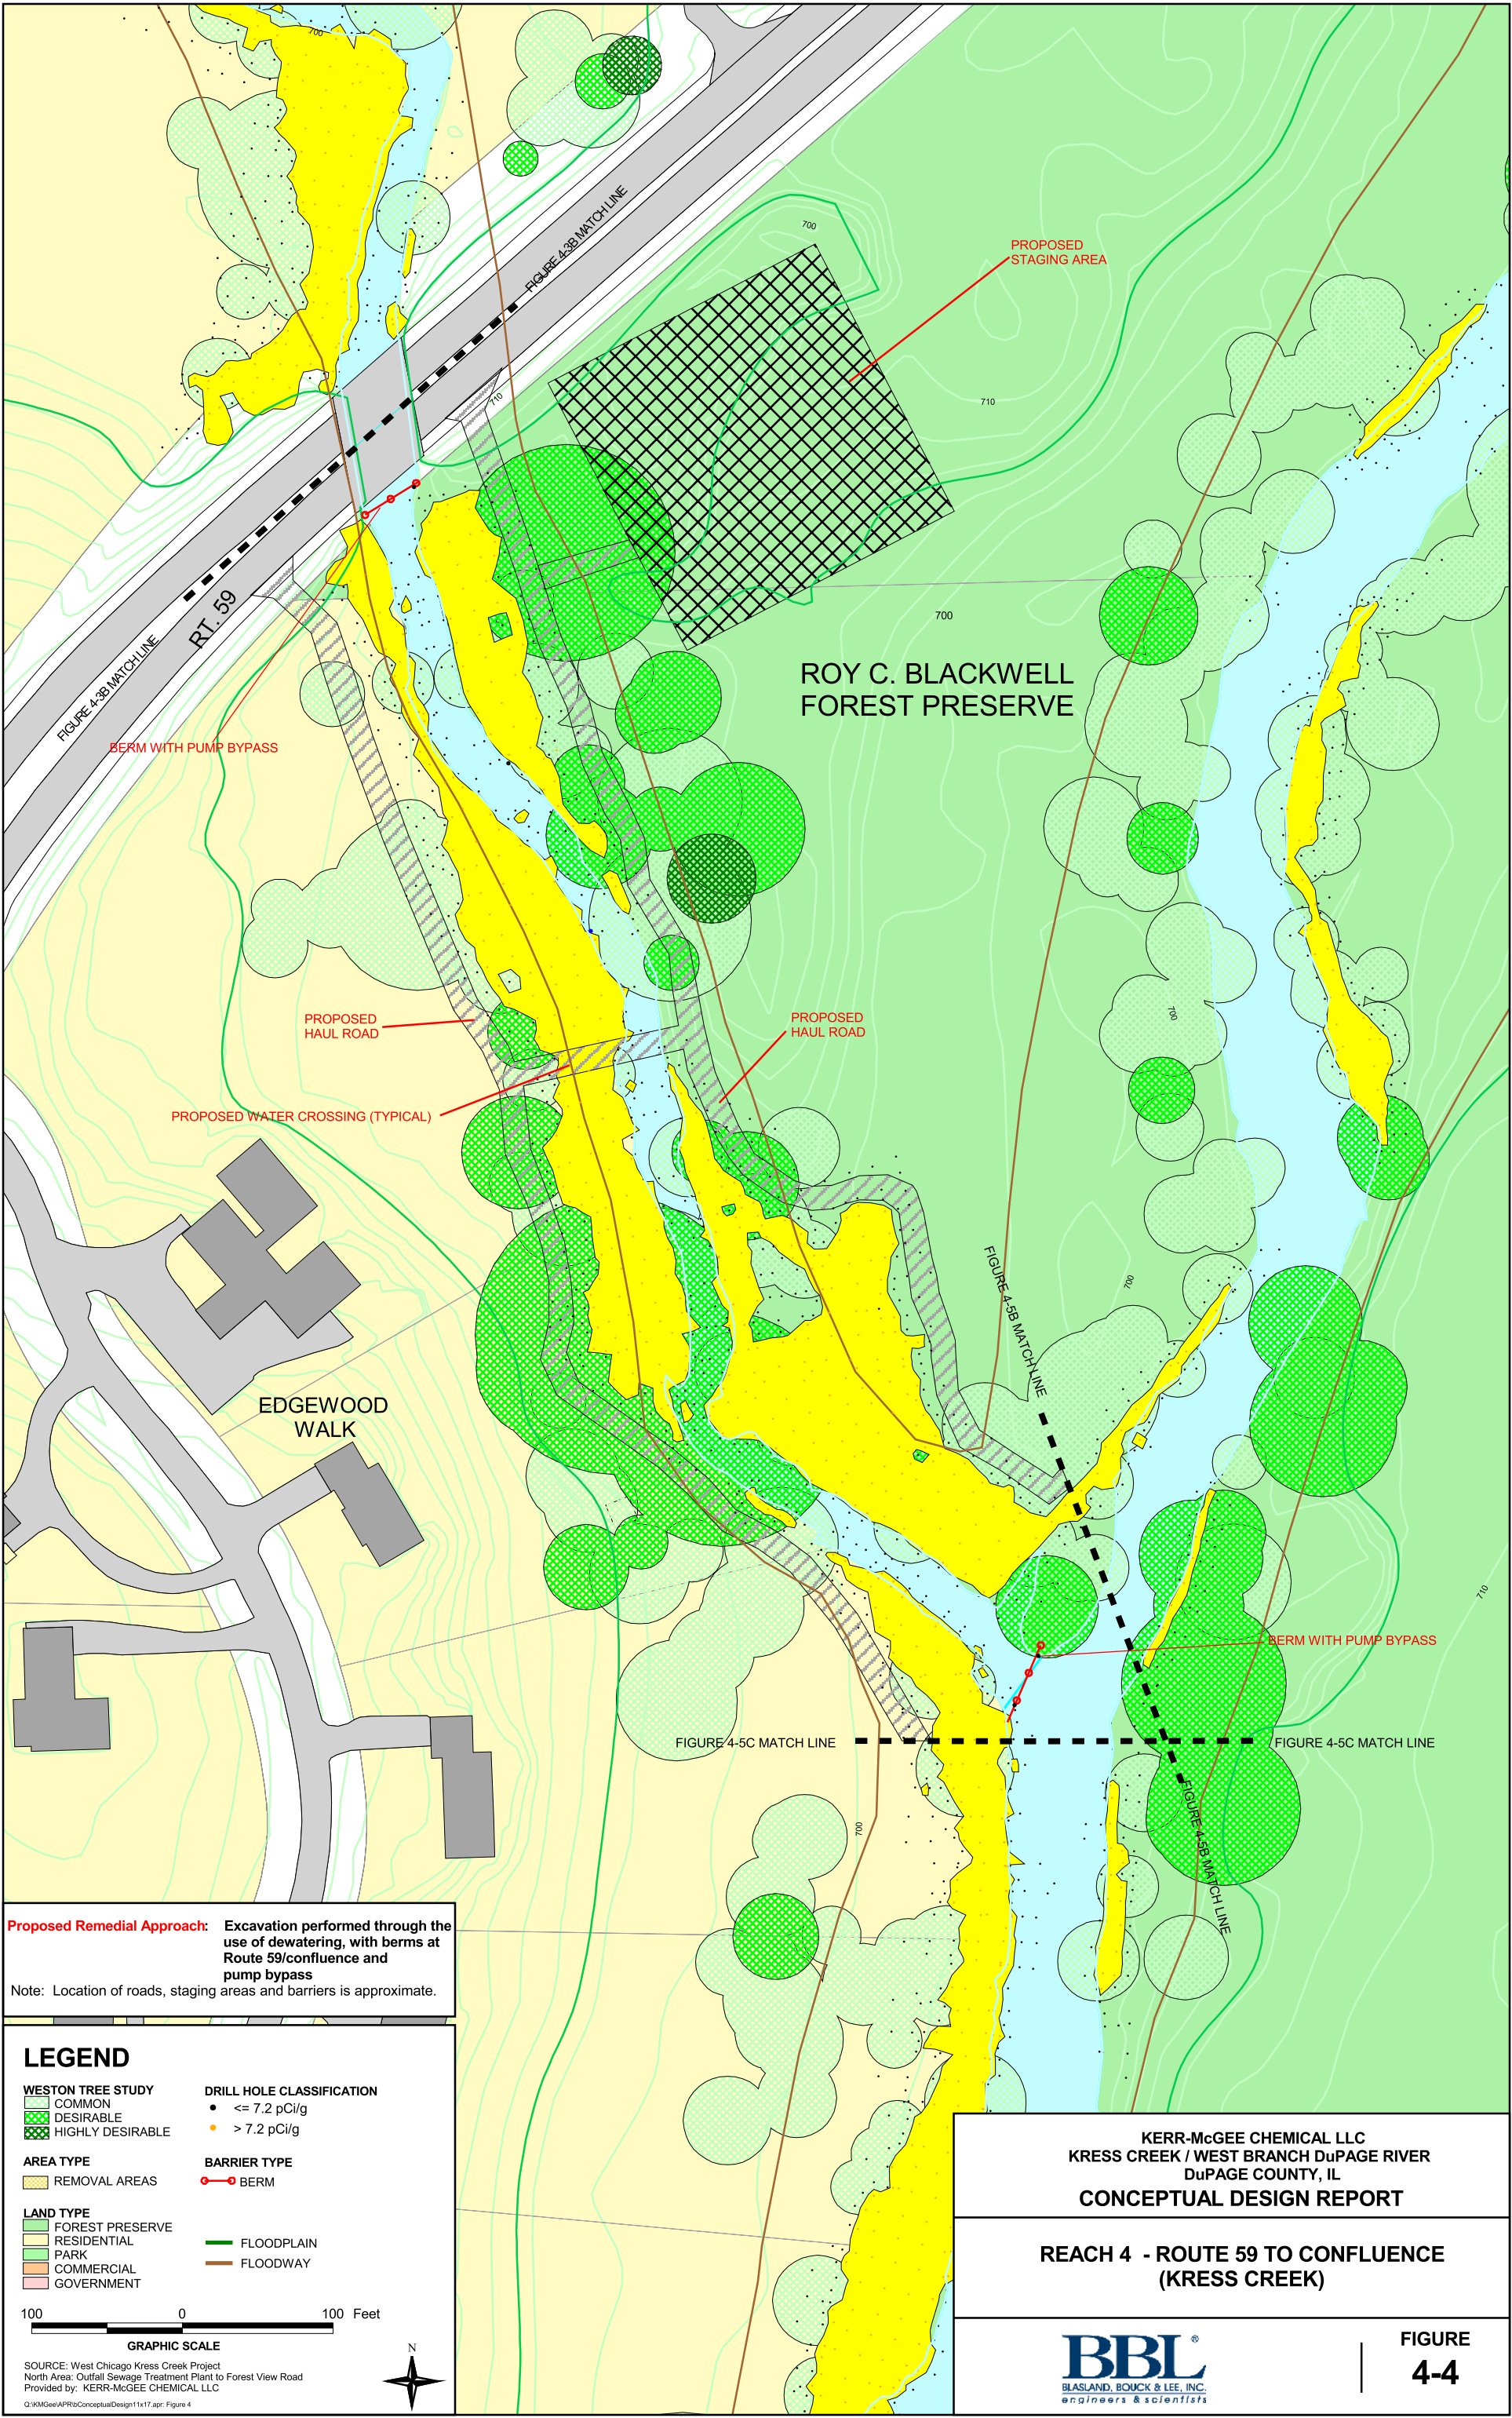 700
FIGURE 4-3B MATCH LINE
700
PROPOSED
STAGING AREA
710
710
RT. 59
FIGURE 4-3B MATCH LINE
700
ROY C. BLACKWELL
FOREST PRESERVE
BERM WITH PUMP BYPASS
700
PROPOSED
HAUL ROAD
PROPOSED
HAUL ROAD
PROPOSED WATER CROSSING (TYPICAL)
FIGURE 4-5B MATCH LINE
700
EDGEWOOD
WALK
710
BERM WITH PUMP BYPASS
FIGURE 4-5C MATCH LINE
FIGURE 4-5C MATCH LINE
700
FIGURE 4-5B MATCH LINE
Proposed Remedial Approach: Excavation performed through the
use of dewatering, with berms at
Route 59/confluence and
pump bypass
Note: Location of roads, staging areas and barriers is approximate.
LEGEND
WESTON TREE STUDY
COMMON
DESIRABLE
HIGHLY DESIRABLE
AREA TYPE
REMOVAL AREAS
LAND TYPE
FOREST PRESERVE
RESIDENTIAL
PARK
COMMERCIAL
GOVERNMENT
DRILL HOLE CLASSIFICATION
<= 7.2 pCi/g
> 7.2 pCi/g
BARRIER TYPE
BERM
FLOODPLAIN
FLOODWAY
100 0 100 Feet
GRAPHIC SCALE
SOURCE: West Chicago Kress Creek Project
North Area: Outfall Sewage Treatment Plant to Forest View Road
Provided by: KERR-McGEE CHEMICAL LLC
Q:\KMGee\APR\bConceptualDesign11x17.apr: Figure 4
N
KERR-McGEE CHEMICAL LLC
KRESS CREEK / WEST BRANCH DuPAGE RIVER
DuPAGE COUNTY, IL
CONCEPTUAL DESIGN REPORT
REACH 4 - ROUTE 59 TO CONFLUENCE
(KRESS CREEK)
BBL®
BLASLAND, BOUCK & LEE, INC.
engineers & scientists
FIGURE
4-4